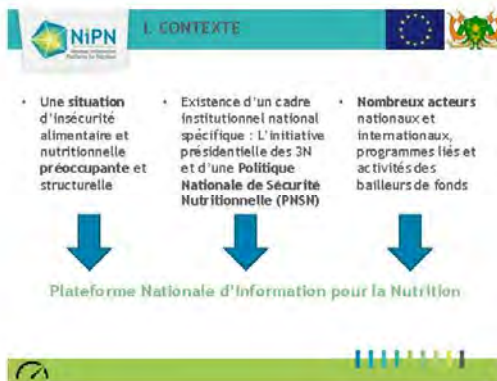 NiPN
I. CONTEXTE
• Une situation
d'insécurité
alimentaire et
nutritionnelle
préoccupante et
structurelle
• Existence d'un cadre
institutionnel national
spécifique : L'initiative
présidentielle des 3N
et d'une Politique
Nationale de Sécurité
Nutritionnelle (PNSN)
• Nombreux acteurs
nationaux et
internationaux,
programmes liés et
activités des
bailleurs de fonds
Plateforme Nationale d'Information pour la Nutrition